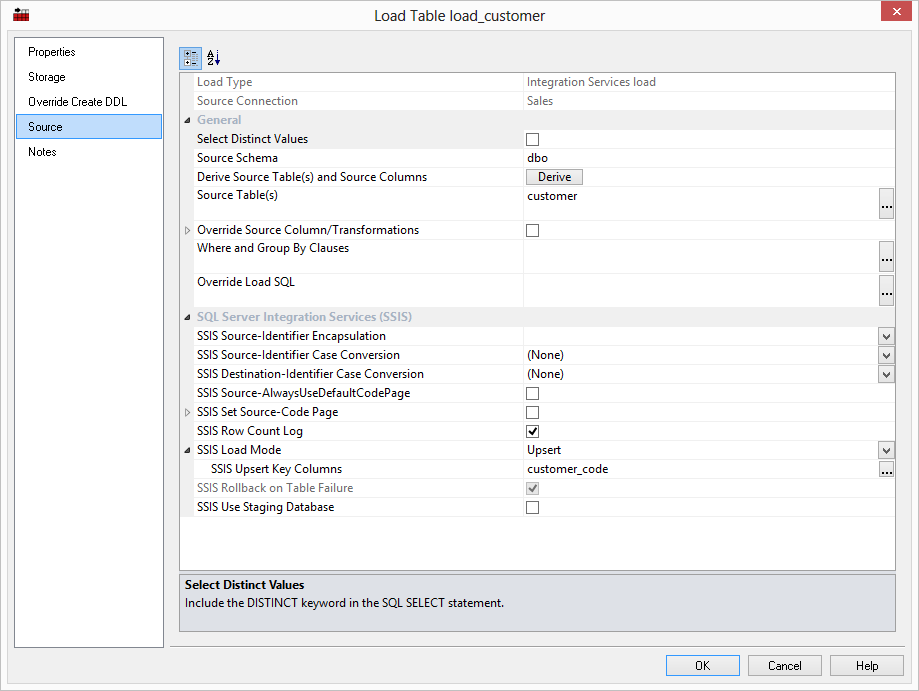 Load Table load_customer
Properties
Storage
Override Create DDL
Source
Notes
Load Type Integration Services load
Source Connection Sales
General
Select Distinct Values
Source Schema dbo
Derive Source Table(s) and Source Columns Derive
Source Table(s) customer
...
Override Source Column/Transformations
Where and Group By Clauses
...
Override Load SQL
...
SQL Server Integration Services (SSIS)
SSIS Source-Identifier Encapsulation
SSIS Source-Identifier Case Conversion (None)
SSIS Destination-Identifier Case Conversion (None)
SSIS Source-AlwaysUseDefaultCodePage
SSIS Set Source-Code Page
SSIS Row Count Log
SSIS Load Mode Upsert
SSIS Upsert Key Columns customer_code ...
SSIS Rollback on Table Failure
SSIS Use Staging Database
Select Distinct Values
Include the DISTINCT keyword in the SQL SELECT statement.
OK Cancel Help